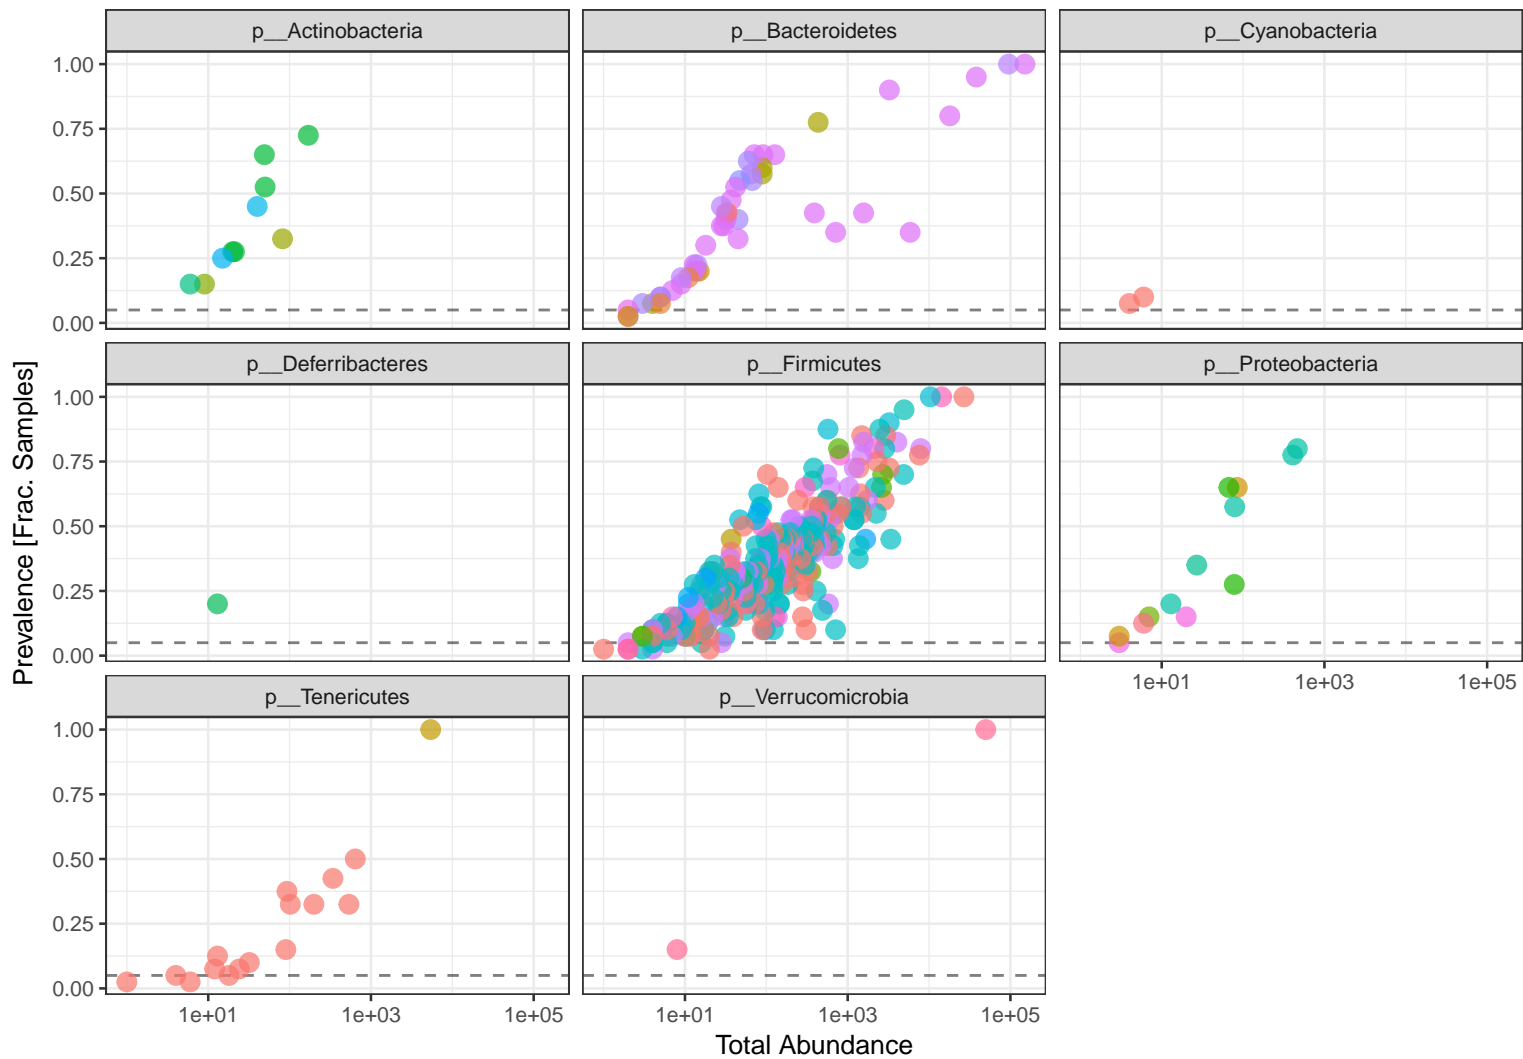 p__Actinobacteria
p__Bacteroidetes
p__Cyanobacteria
1.00
0.75
0.50
0.25
0.00
p__Deferribacteres
p__Firmicutes
p__Proteobacteria
1.00
0.75
0.50
0.25
0.00
1e+01
1e+03
1e+05
p__Tenericutes
p__Verrucomicrobia
1.00
0.75
0.50
0.25
0.00
1e+01
1e+03
1e+05
1e+01
1e+03
1e+05
Prevalence [Frac. Samples]
Total Abundance